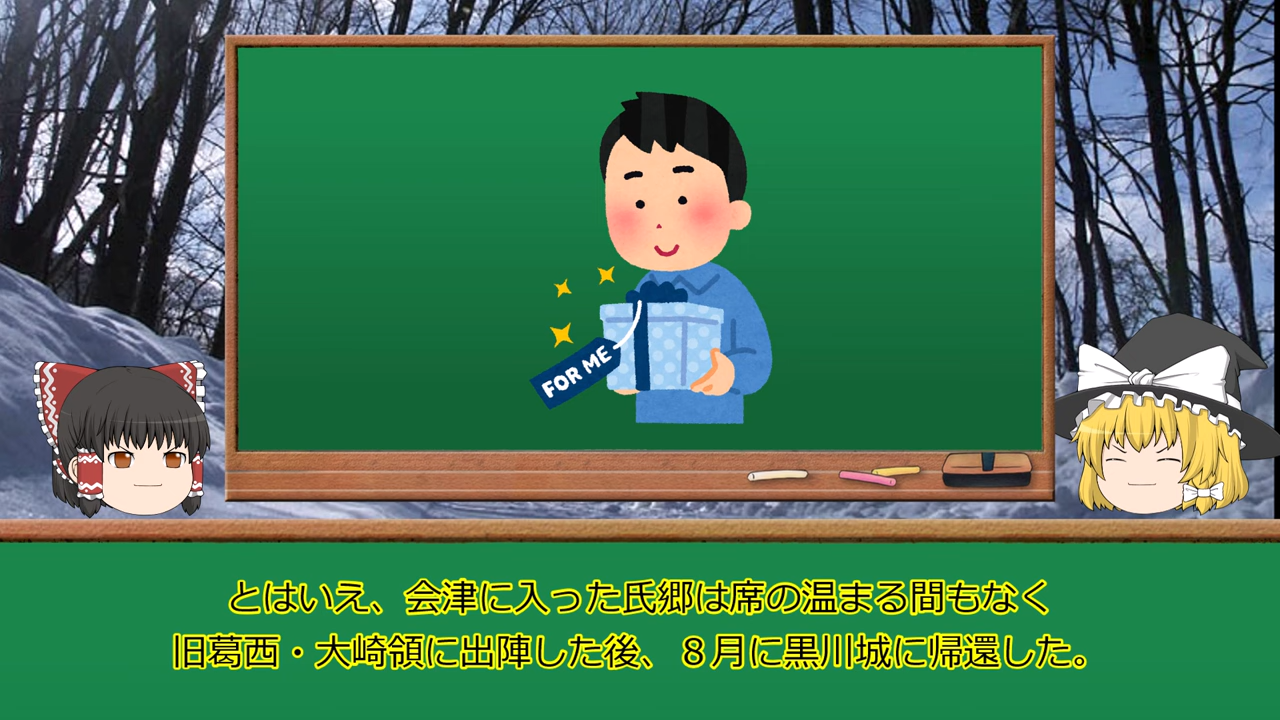 FOR ME
とはいえ、会津に入った氏郷は席の温まる間もなく
旧葛西・大崎領に出陣した後、８月に黒川城に帰還した。